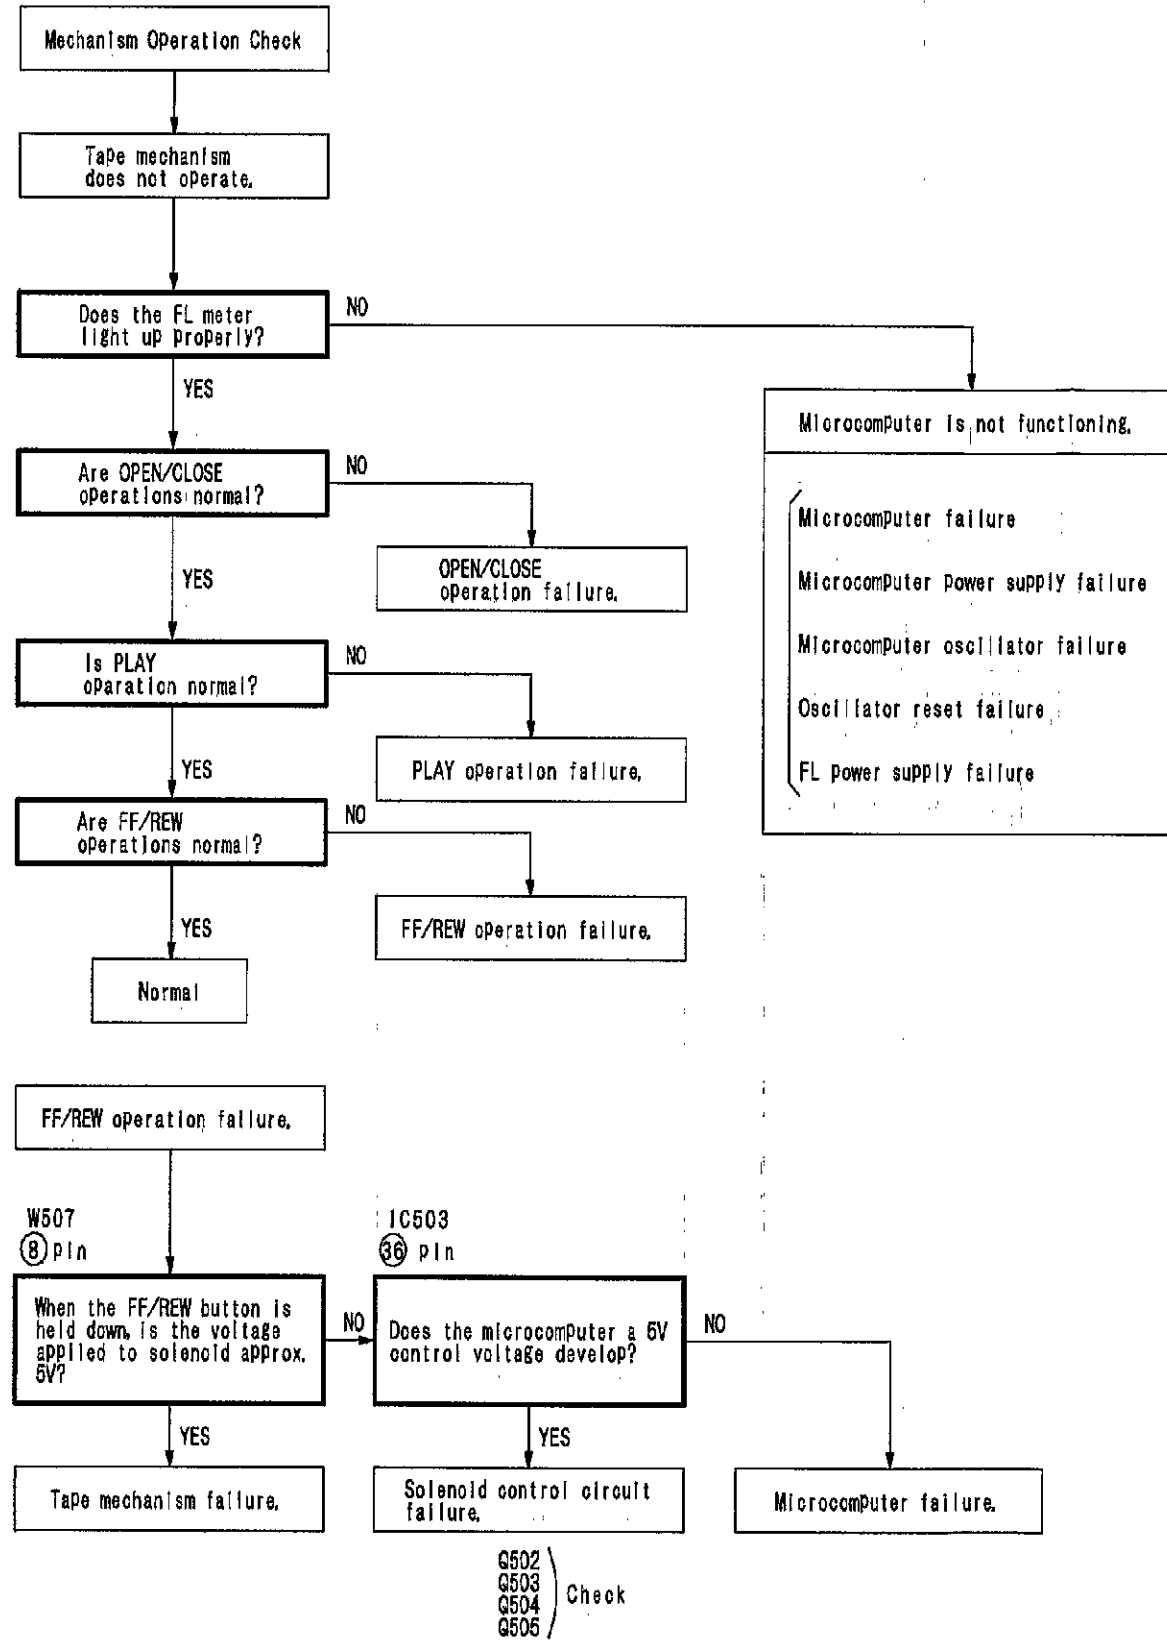 Mechanism Operation Check
Tape mechanism
does not operate.
Does the FL meter
light up properly?
NO
YES
Microcomputer is not functioning.
Microcomputer failure
Microcomputer power supply failure
Microcomputer oscillator failure
Oscillator reset failure
FL power supply failure
Are OPEN/CLOSE
operations normal?
NO
YES
OPEN/CLOSE
operation failure.
Is PLAY
oparation normal?
NO
YES
PLAY operation failure.
Are FF/REW
operations normal?
NO
YES
FF/REW operation failure.
Normal
FF/REW operation failure.
W507
8 pin
IC503
36 pin
When the FF/REW button is
held down, is the voltage
applied to solenoid approx.
5V?
NO
Does the microcomputer a 5V
control voltage develop?
NO
YES
YES
Tape mechanism failure.
Solenoid control circuit
failure.
Microcomputer failure.
Q502
Q503
Q504
Q505
Check